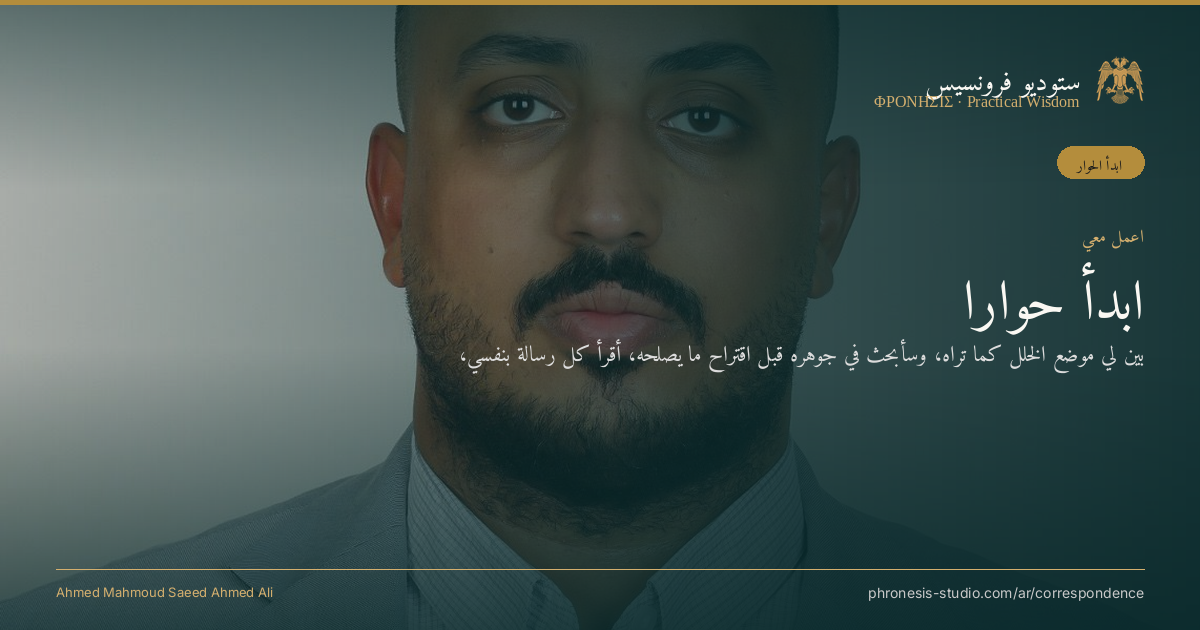 ستوديو فرونسيس
ΦΡΟΝΗΣΙΣ · Practical Wisdom
ابدأ الحوار
اعمل معي
ابدأ حوارا
بين لي موضع الخلل كما تراه، وسأبحث في جوهره قبل اقتراح ما يصلحه، أقرأ كل رسالة بنفسي،
Ahmed Mahmoud Saeed Ahmed Ali
phronesis-studio.com/ar/correspondence